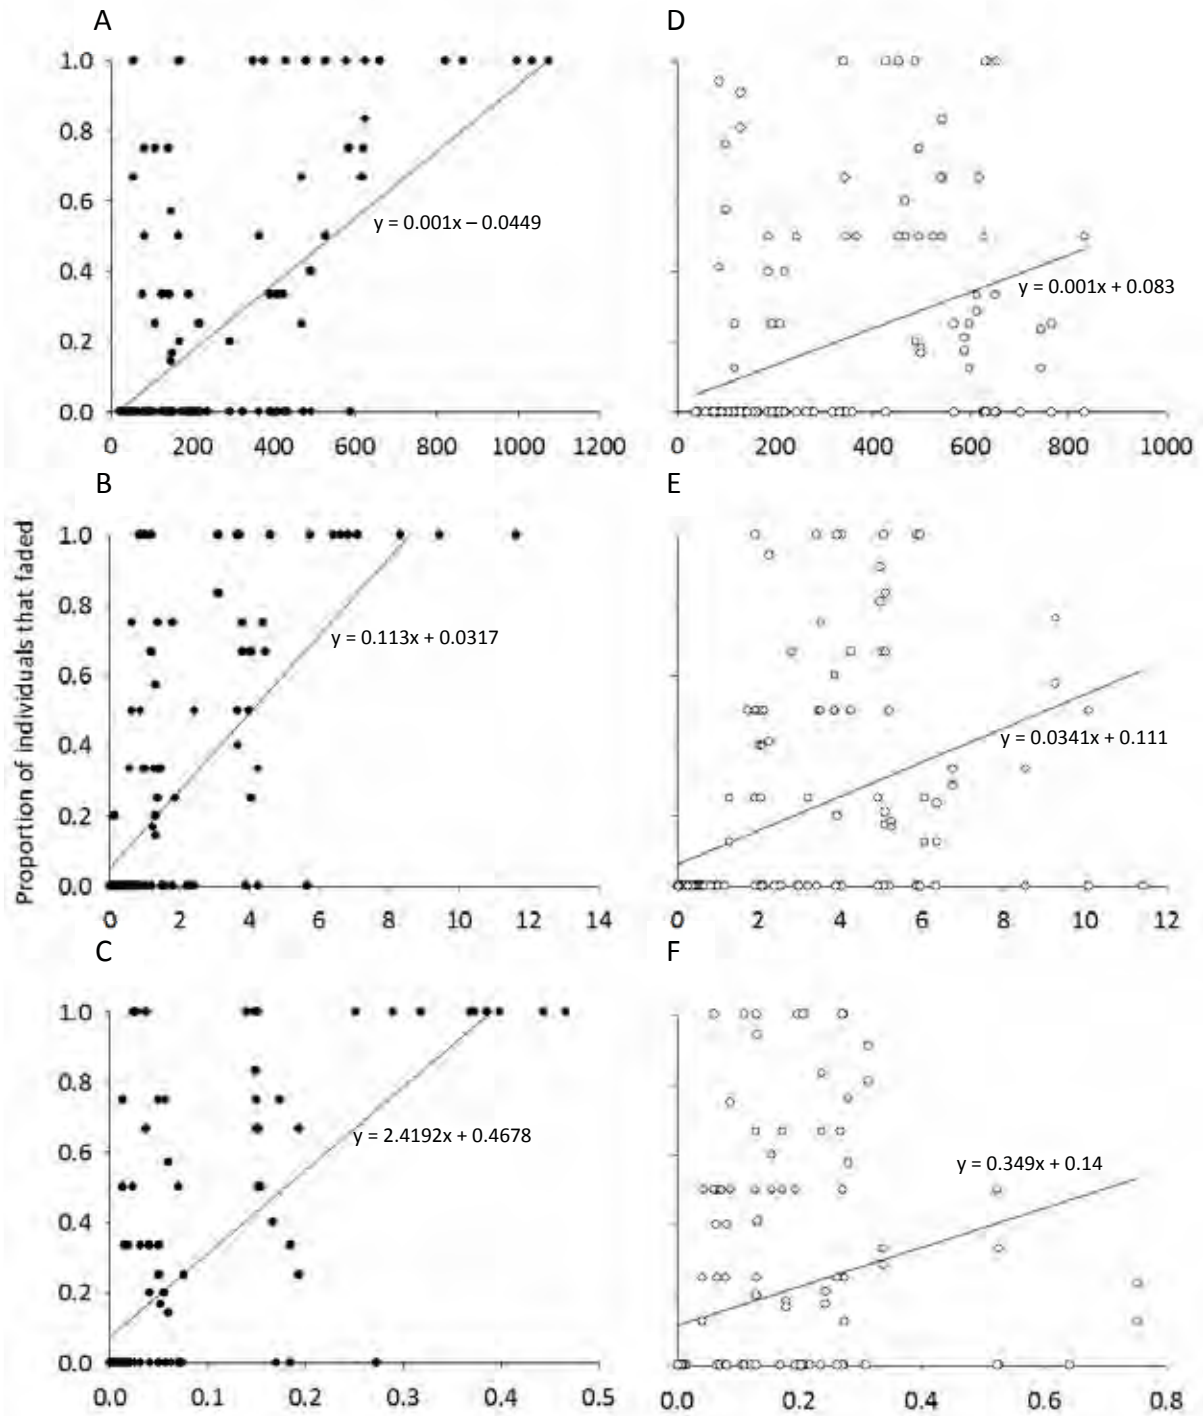 A
1.0
0.8
0.6
0.4
0.2
0.0
y = 0.001x – 0.0449
0 200 400 600 800 1000 1200
D
y = 0.001x + 0.083
0 200 400 600 800 1000
Proportion of individuals that faded
B
1.0
0.8
0.6
0.4
0.2
0.0
y = 0.113x + 0.0317
0 2 4 6 8 10 12 14
E
y = 0.0341x + 0.111
0 2 4 6 8 10 12
C
1.0
0.8
0.6
0.4
0.2
0.0
y = 2.4192x + 0.4678
0.0 0.1 0.2 0.3 0.4 0.5
F
y = 0.349x + 0.14
0.0 0.2 0.4 0.6 0.8